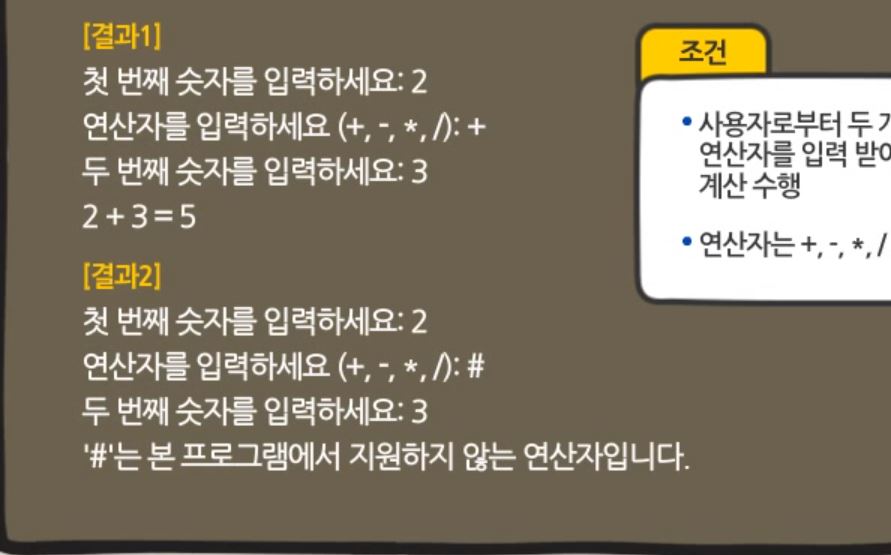 [결과1]
첫 번째 숫자를 입력하세요: 2
연산자를 입력하세요 (+, -, *, /): +
두 번째 숫자를 입력하세요: 3
2 + 3 = 5
[결과2]
첫 번째 숫자를 입력하세요: 2
연산자를 입력하세요 (+, -, *, /): #
두 번째 숫자를 입력하세요: 3
'#'는 본 프로그램에서 지원하지 않는 연산자입니다.
조건
• 사용자로부터 두
연산자를 입력
계산 수행
• 연산자는 +, -, *, /